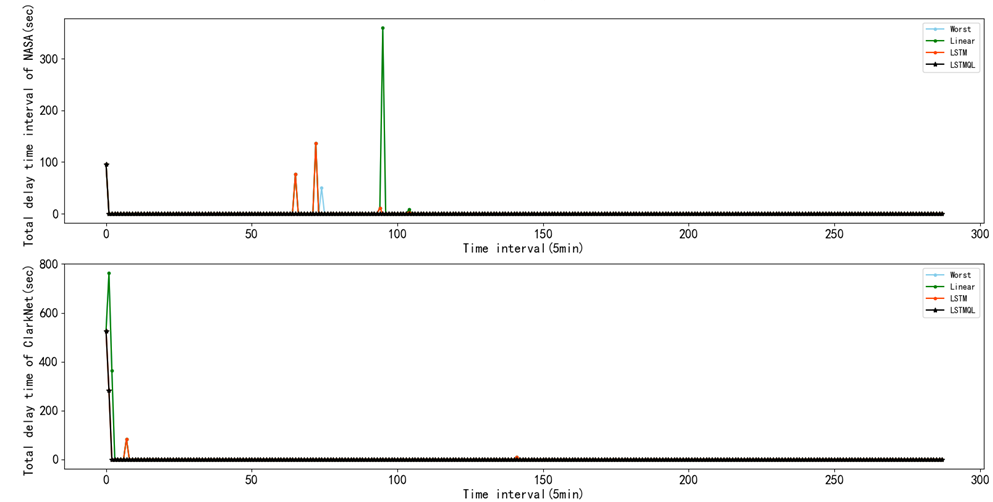 Total delay time interval of NASA(sec)
300
200
100
0
Worst
Linear
LSTM
LSTMQL
0 50 100 150 200 250 300
Time interval(5min)
Total delay time of ClarkNet(sec)
800
600
400
200
0
Worst
Linear
LSTM
LSTMQL
0 50 100 150 200 250 300
Time interval(5min)